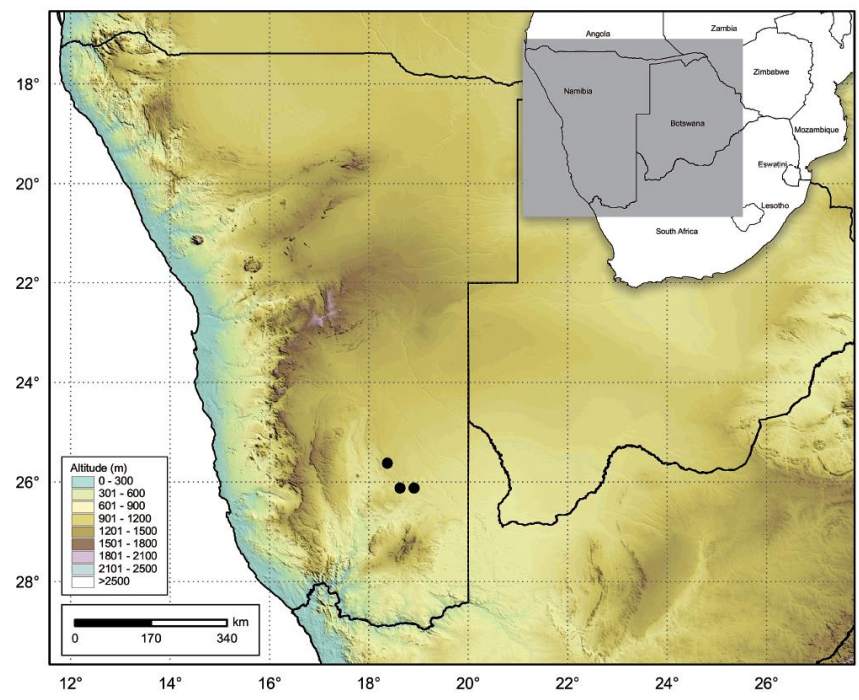 Angola
Zambia
18°
Zimbabwe
Namibia
Botswana
Mozambique
20°
Eswatini
Lesotho
South Africa
22°
24°
Altitude (m)
0 - 300
26°
301 - 600
601 - 900
901 - 1200
1201 - 1500
1501 - 1800
1801 - 2100
2101 - 2500
28°
>2500
km
0 170 340
12° 14° 16° 18° 20° 22° 24° 26°